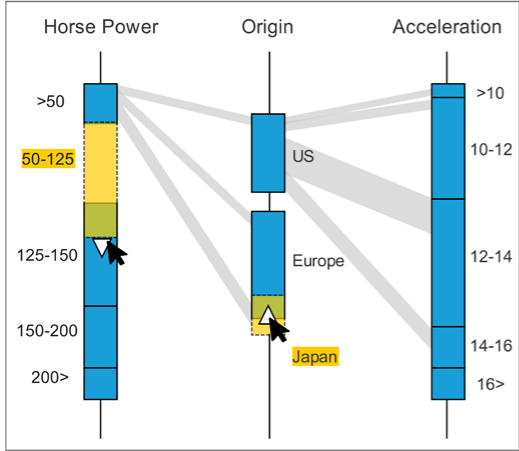 Horse Power
Origin
Acceleration
>50
50-125
125-150
150-200
200>
US
Europe
Japan
>10
10-12
12-14
14-16
16>